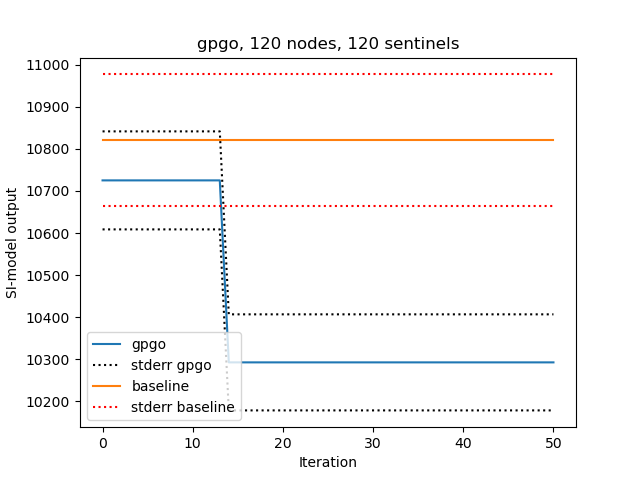 gpgo, 120 nodes, 120 sentinels
11000
10900
10800
10700
10600
10500
10400
10300
10200
SI-model output
gpgo
stderr gpgo
baseline
stderr baseline
0 10 20 30 40 50
Iteration